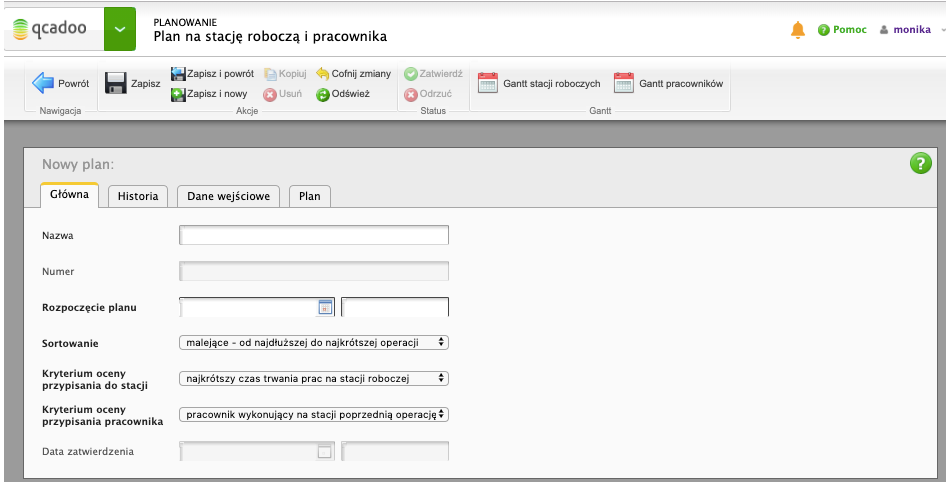 qcadoo
PLANOWANIE
Plan na stację roboczą i pracownika
Pomoc
monika
Powrót
Nawigacja
Zapisz
Zapisz i powrót
Kopiuj
Cofnij zmiany
Zapisz i nowy
Usuń
Odśwież
Akcje
Zatwierdź
Odrzuć
Status
Gantt stacji roboczych
Gantt pracowników
Gantt
Nowy plan:
Główna
Historia
Dane wejściowe
Plan
Nazwa
Numer
Rozpoczęcie planu
Sortowanie
malejące - od najdłuższej do najkrótszej operacji
Kryterium oceny
przypisania do stacji
najkrótszy czas trwania prac na stacji roboczej
Kryterium oceny
przypisania pracownika
pracownik wykonujący na stacji poprzednią operację
Data zatwierdzenia